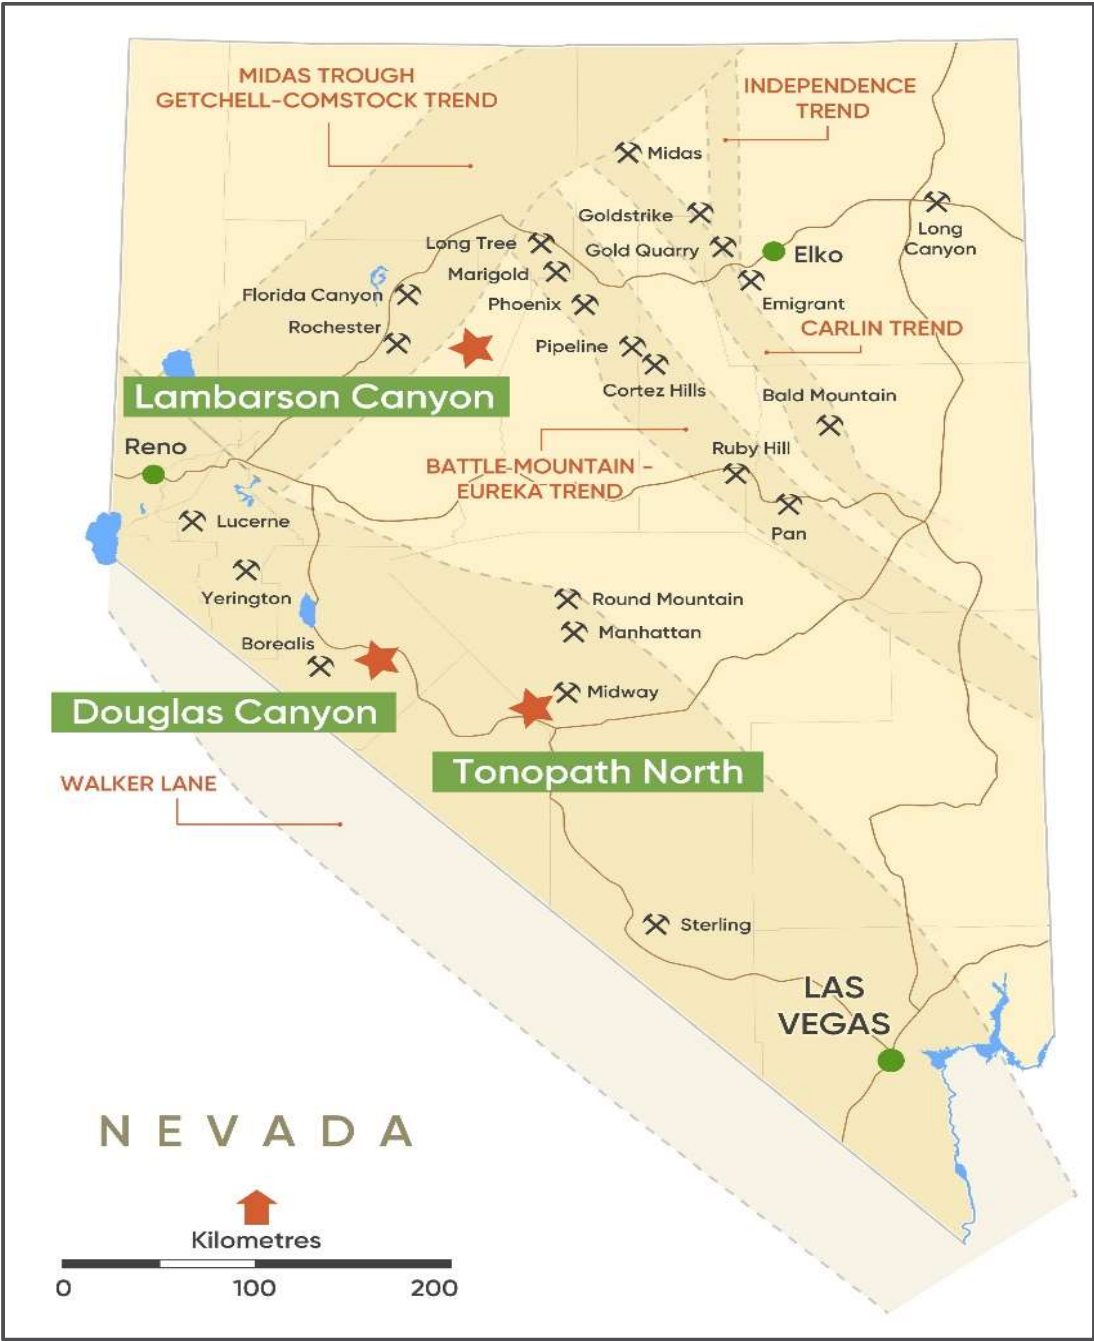 MIDAS TROUGH
GETCHELL-COMSTOCK TREND
INDEPENDENCE
TREND
Midas
Goldstrike
Long
Canyon
Long Tree
Gold Quarry
Elko
Marigold
Florida Canyon
Phoenix
Emigrant
Rochester
CARLIN TREND
Pipeline
Cortez Hills
Lambarson Canyon
Bald Mountain
Reno
Ruby Hill
BATTLE MOUNTAIN -
EUREKA TREND
Lucerne
Pan
Yerington
Round Mountain
Manhattan
Borealis
Midway
Douglas Canyon
Tonopath North
WALKER LANE
Sterling
LAS
VEGAS
NEVADA
Kilometres
0 100 200